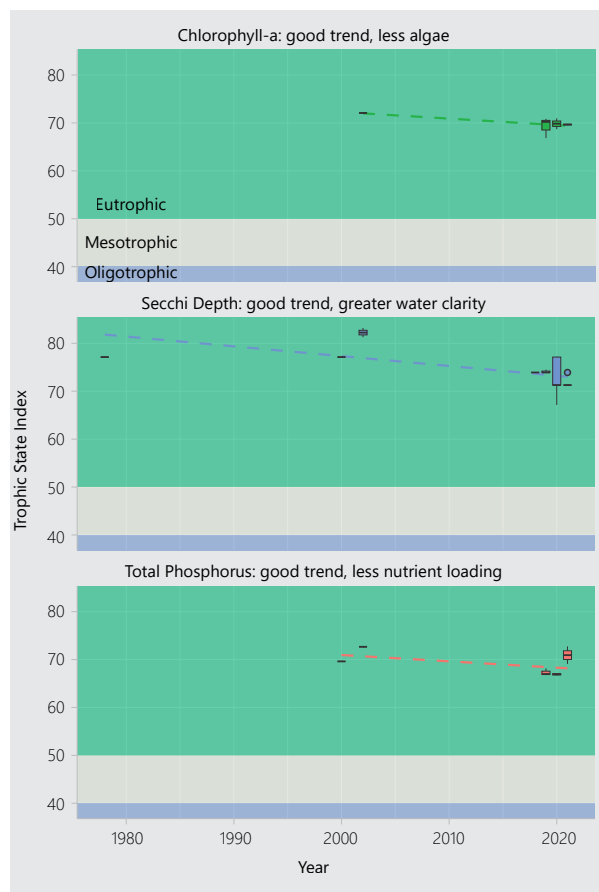 Chlorophyll-a: good trend, less algae
80
70
60
Eutrophic
50
Mesotrophic
40
Oligotrophic
Secchi Depth: good trend, greater water clarity
80
70
60
50
40
Trophic State Index
Total Phosphorus: good trend, less nutrient loading
80
70
60
50
40
1980 1990 2000 2010 2020
Year